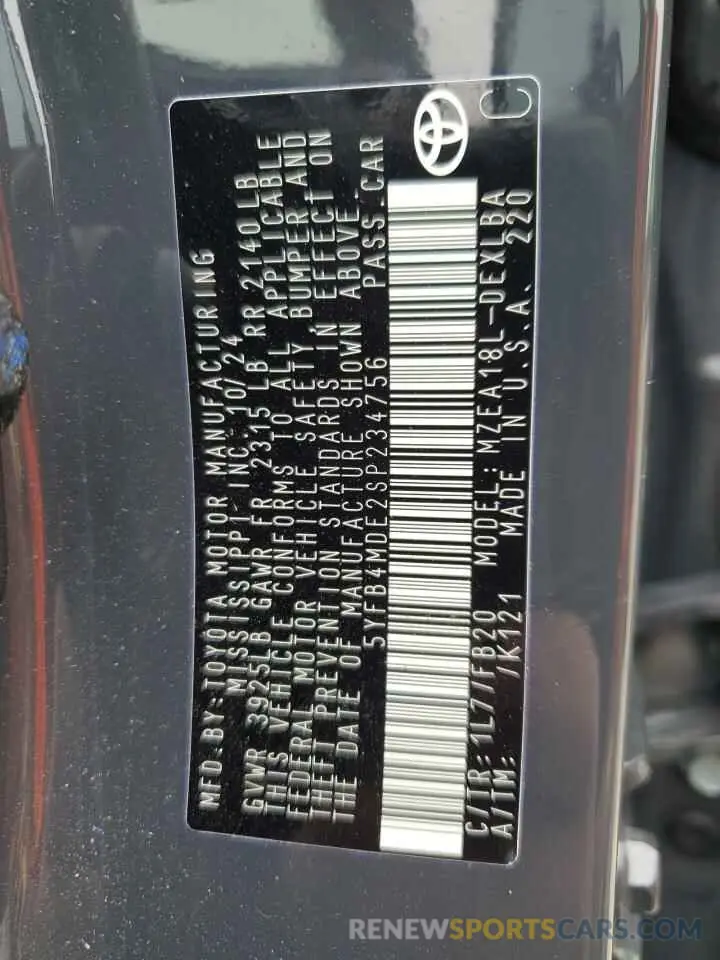 MFD.BY:TOYOTA MOTOR MANUFACTURING
MISSISSIPPI INC.10/24
GVWR 3925LB GAWR FR 2315 LB RR 2140LB
THIS VEHICLE CONFORMS TO ALL APPLICABLE
FEDERAL MOTOR VEHICLE SAFETY, BUMPER AND
THEFT PREVENTION STANDARDS IN EFFECT ON
THE DATE OF MANUFACTURE SHOWN ABOVE.
5YFB4MDE2SP234756 PASS.CAR
C/TR: 1L7/FB20 MODEL:MZEA18L-DEXLBA
A/TM: /K121 MADE IN U.S.A. 220
C
RENEWSPORTSCARS.COM